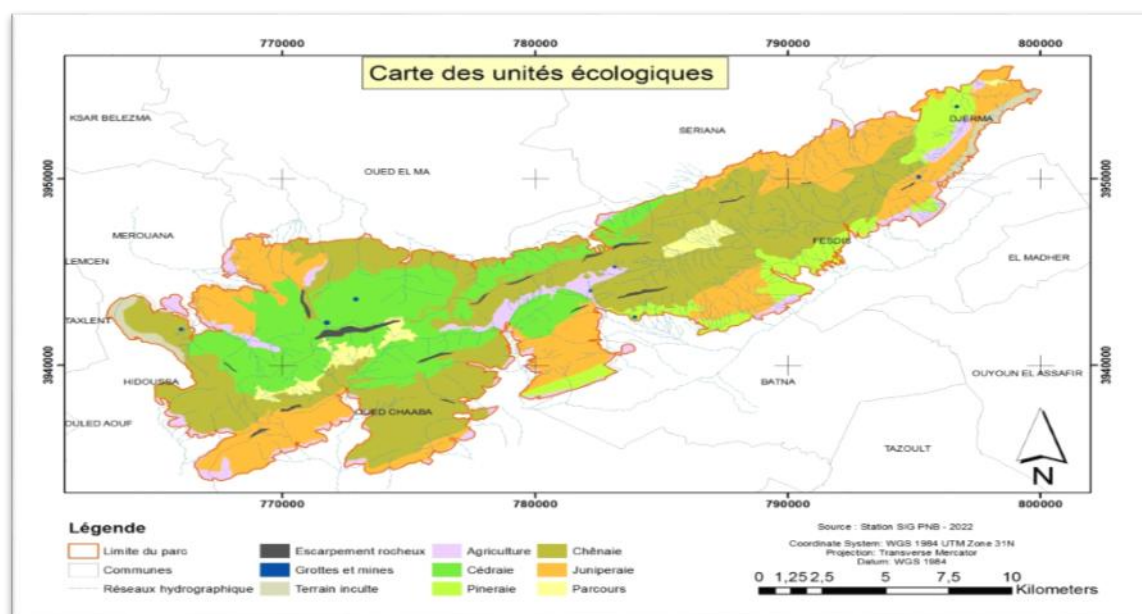 Carte des unités écologiques
770000 780000 790000 800000
KSAR BELEZMA
SERIANA
DJERMA
3950000
3950000
OUED EL MA
MEROUANA
FESDIS
LEMCEN
EL MADHER
TAXLENT
3940000
3940000
HIDOUSSA
BATNA
OUYOUN EL ASSAFIR
OULED AOUF
OUED CHAABA
TAZOULT
N
770000 780000 790000 800000
Légende
Limite du parc
Communes
Réseaux hydrographique
Escarpement rocheux
Grottes et mines
Terrain inculte
Agriculture
Cédraie
Pineraie
Chênaie
Juniperaie
Parcours
Source : Station SIG PNB - 2022
Coordinate System: WGS 1984 UTM Zone 31N
Projection: Transverse Mercator
Datum: WGS 1984
0 1,25 2,5 5 7,5 10
Kilometers